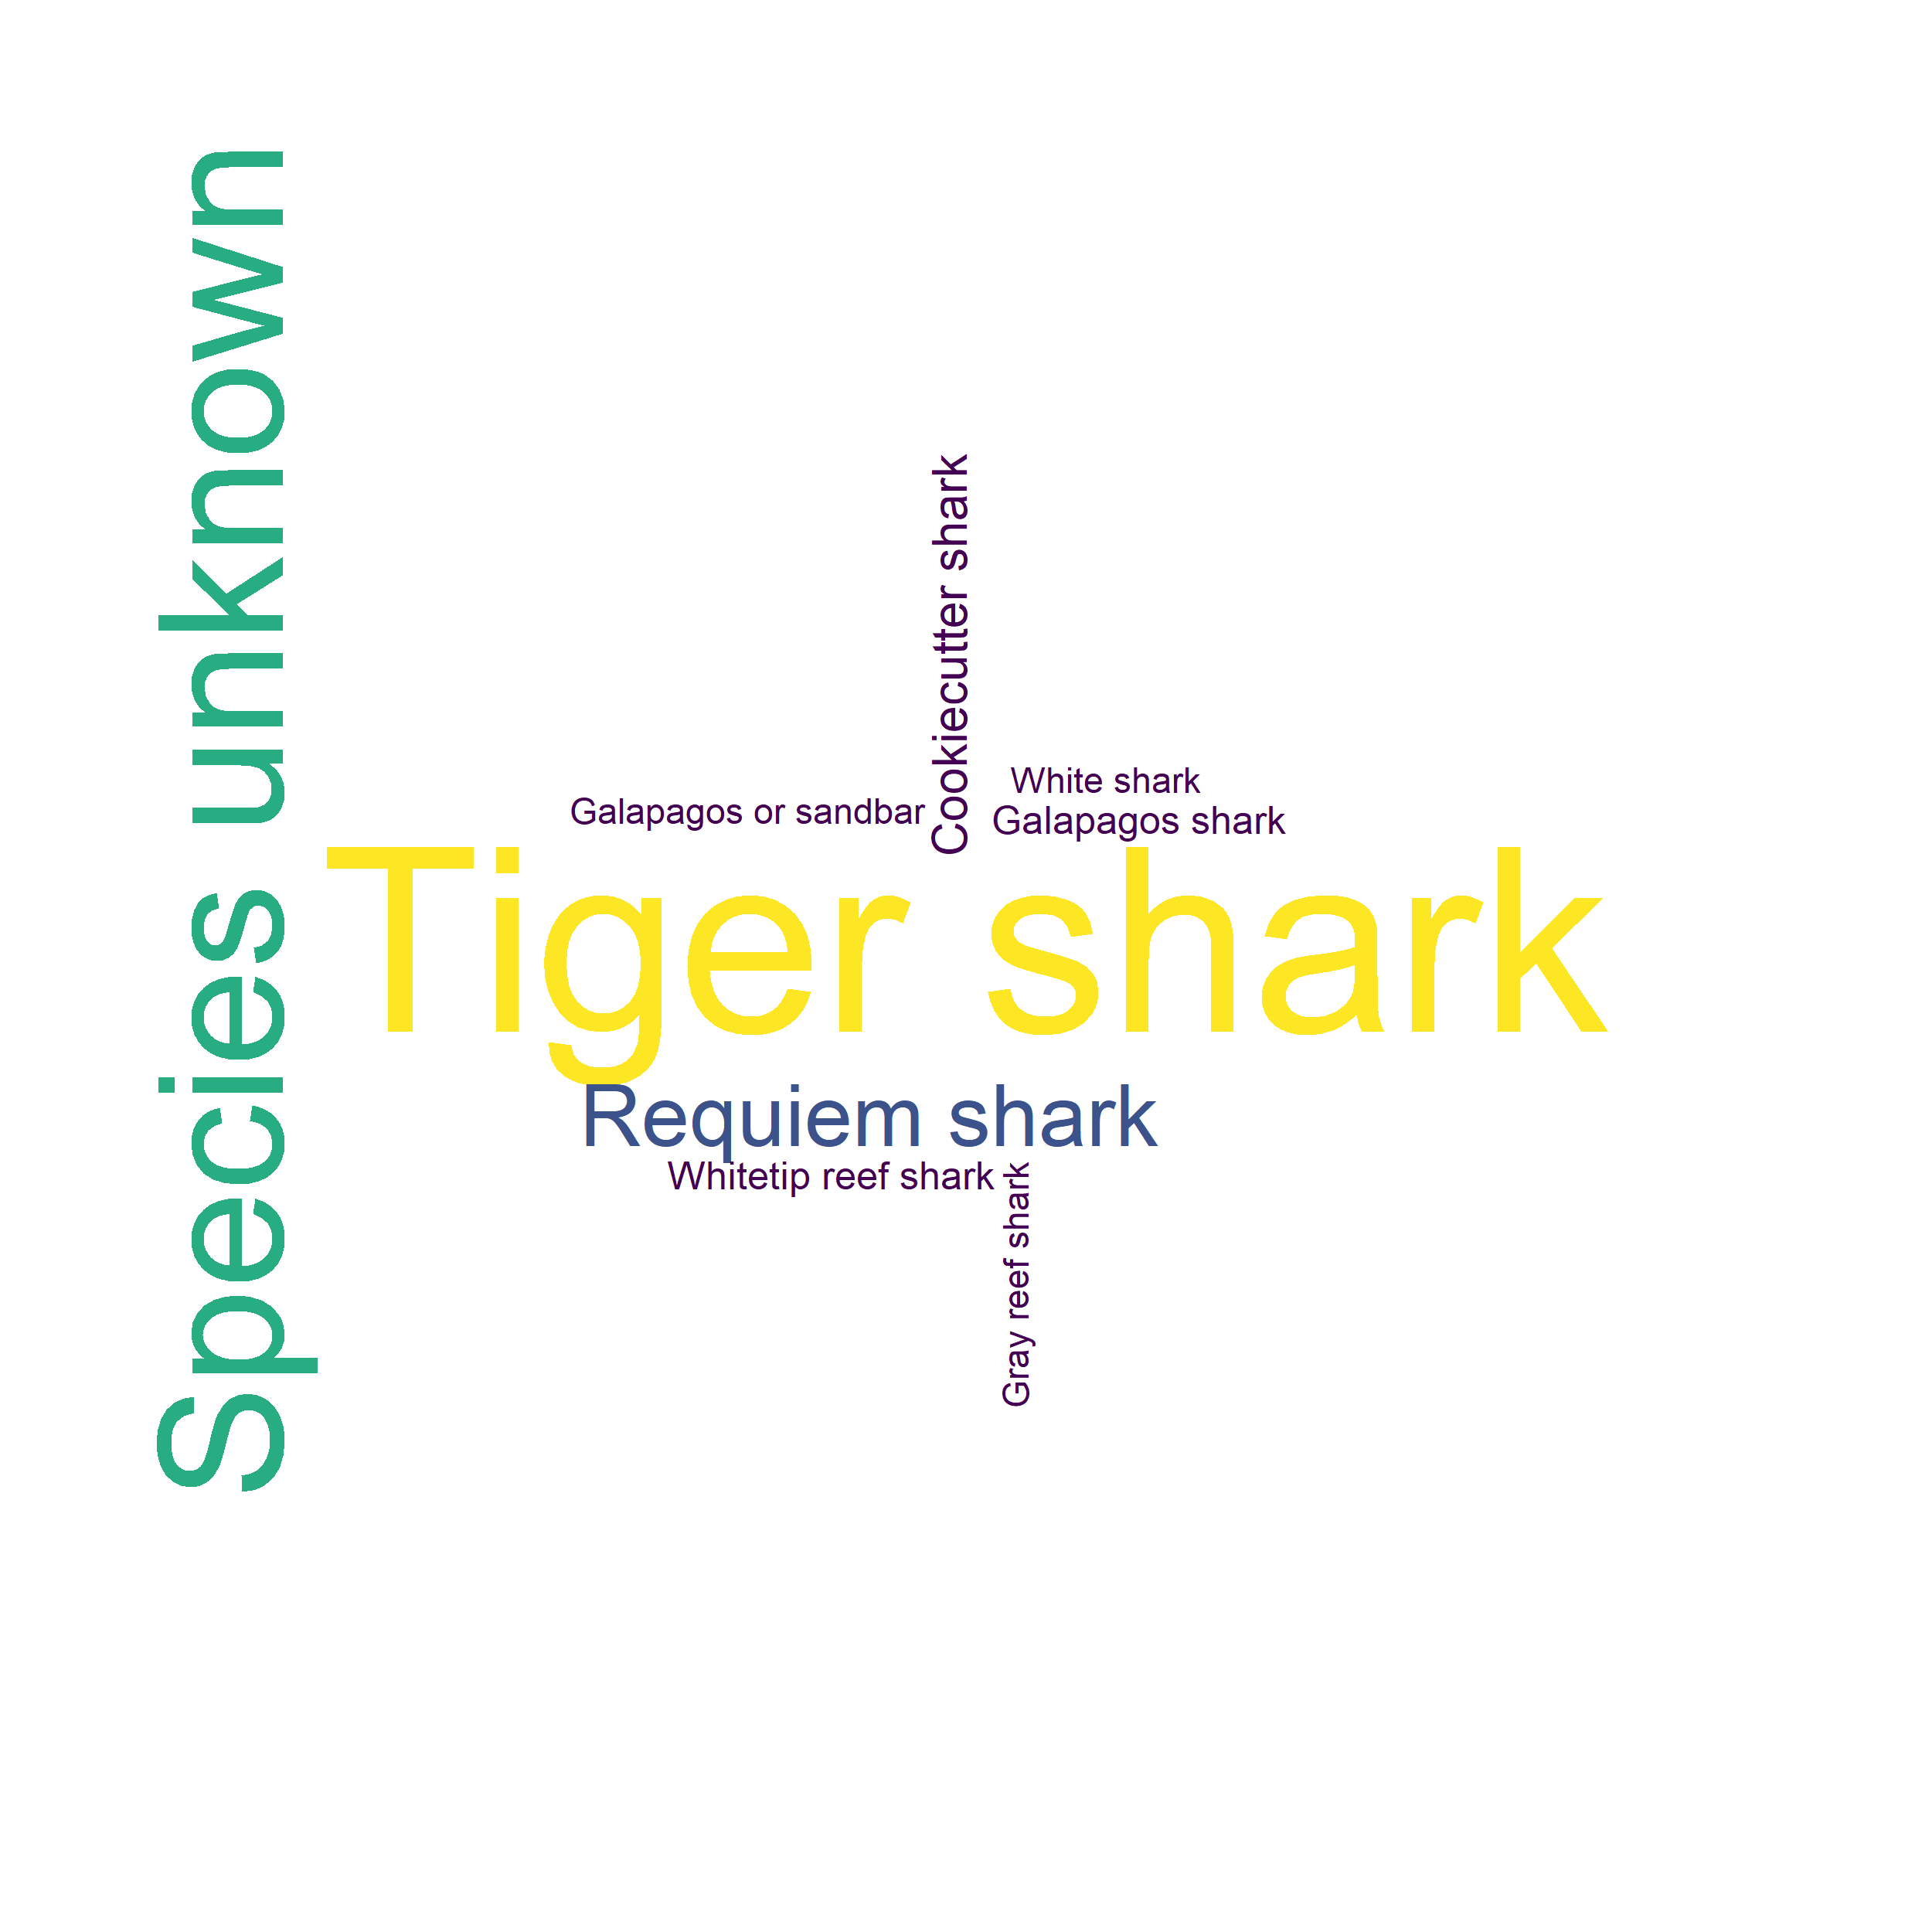 Species unknown
Cookiecutter shark
White shark
Galapagos or sandbar
Galapagos shark
Tiger shark
Requiem shark
Whitetip reef shark
Gray reef shark